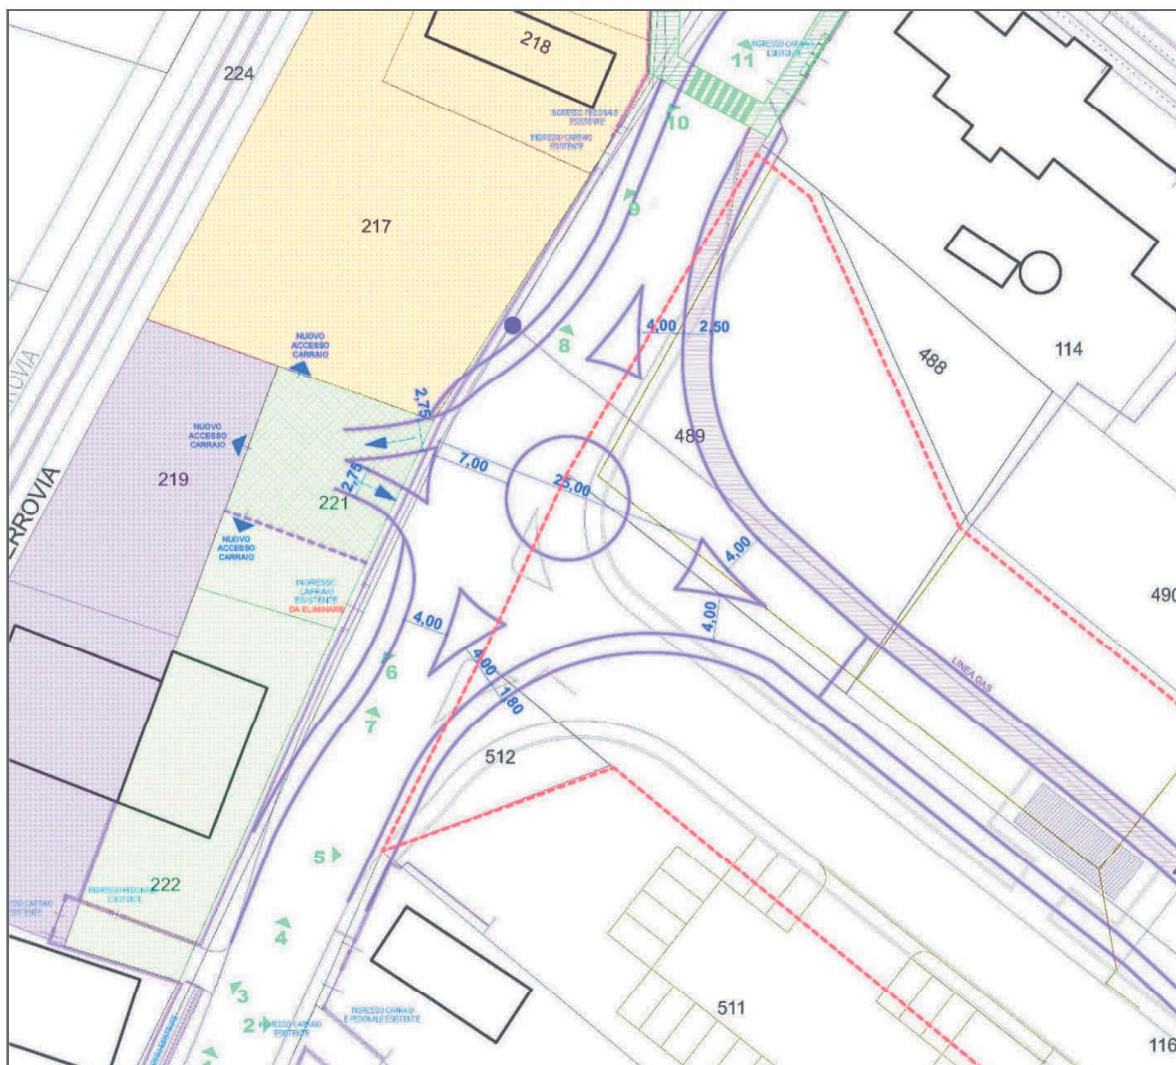 218
11
INGRESSO CARRAIO
ESISTENTE
224
10
INGRESSO PEDONALE
ESISTENTE
INGRESSO CARRAIO
ESISTENTE
9
217
4,00
2,50
8
114
488
NUOVO
ACCESSO
CARRAIO
2,75
489
NUOVO
ACCESSO
CARRAIO
7,00
219
2,75
25,00
221
4,00
NUOVO
ACCESSO
CARRAIO
INGRESSO
CARRAIO
ESISTENTE
DA ELIMINARE
490
4,00
4,00
4,00
6
LINEA GAS
1,80
7
512
5
222
INGRESSO PEDONALE
ESISTENTE
4
3
511
2
INGRESSO CARRAIO
ESISTENTE
INGRESSO CARRAIO
E PEDONALE ESISTENTE
116